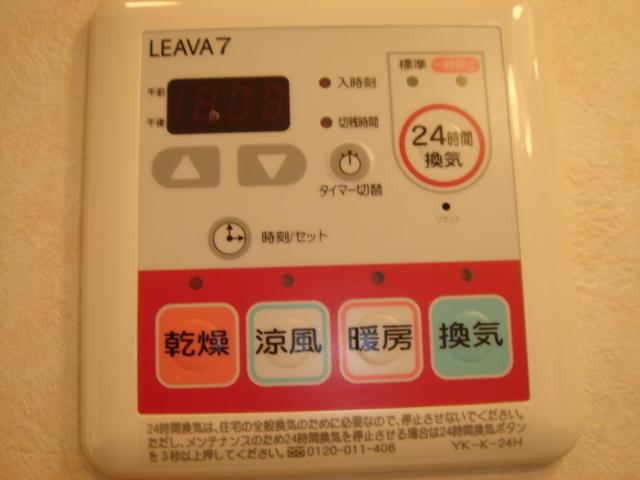 LEAVA7
午前
午後
入時刻
切残時間
タイマー切替
標準 一時停止
24時間
換気
リセット
時刻/セット
乾燥 涼風 暖房 換気
24時間換気は、住宅の全般換気のために必要なので、停止させないでください。
ただし、メンテナンスのため24時間換気を停止させる場合は24時間換気ボタン
を3秒以上押してください。 0120-011-408 YK-K-24H